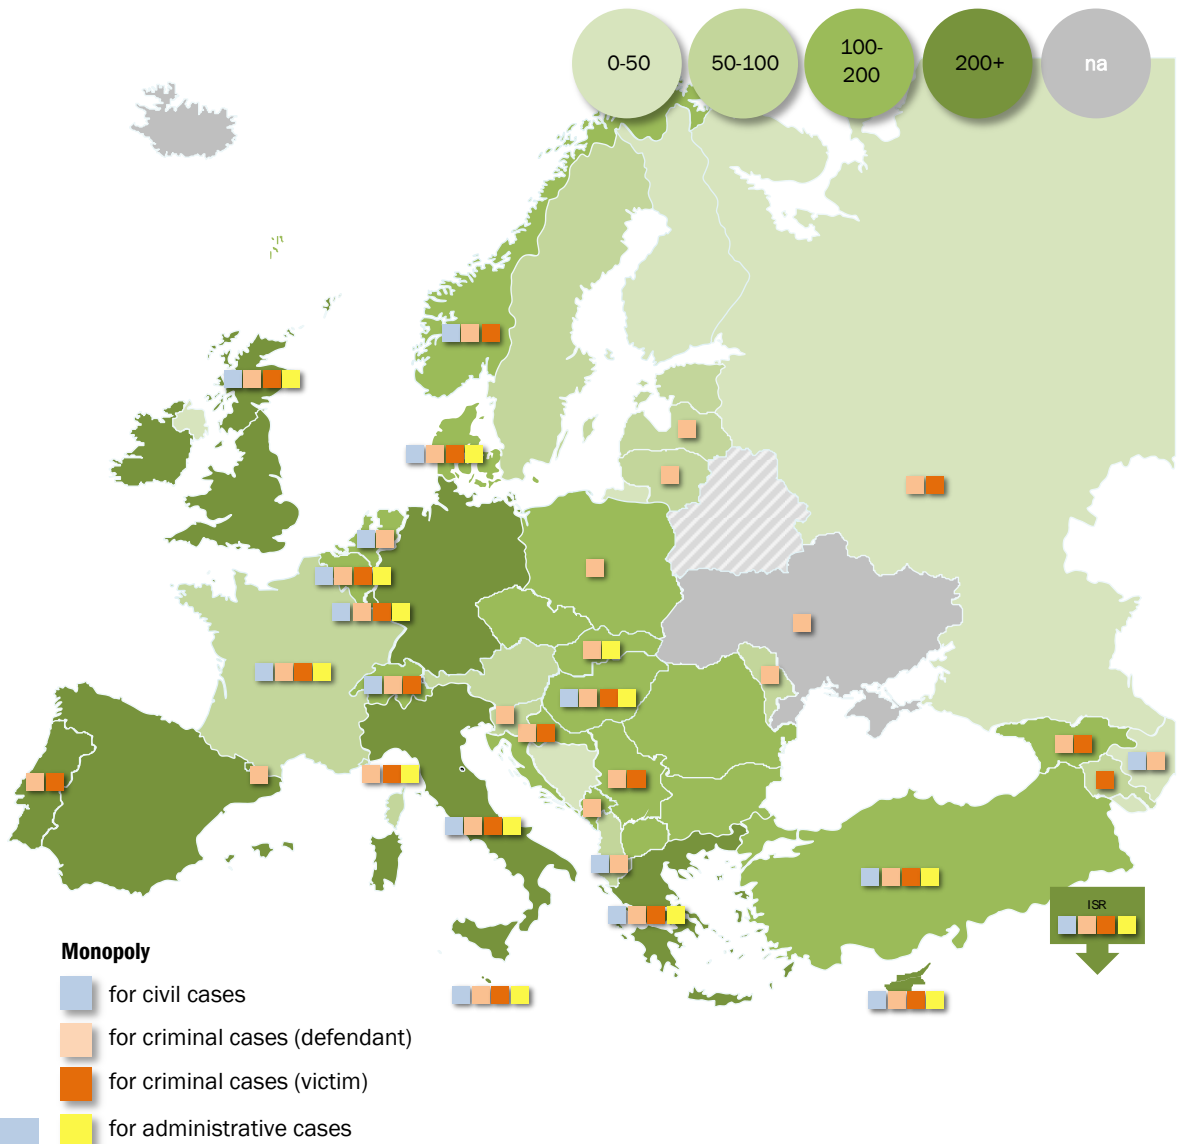 0-50
50-100
100-
200
200+
na
ISR
Monopoly
for civil cases
for criminal cases (defendant)
for criminal cases (victim)
for administrative cases